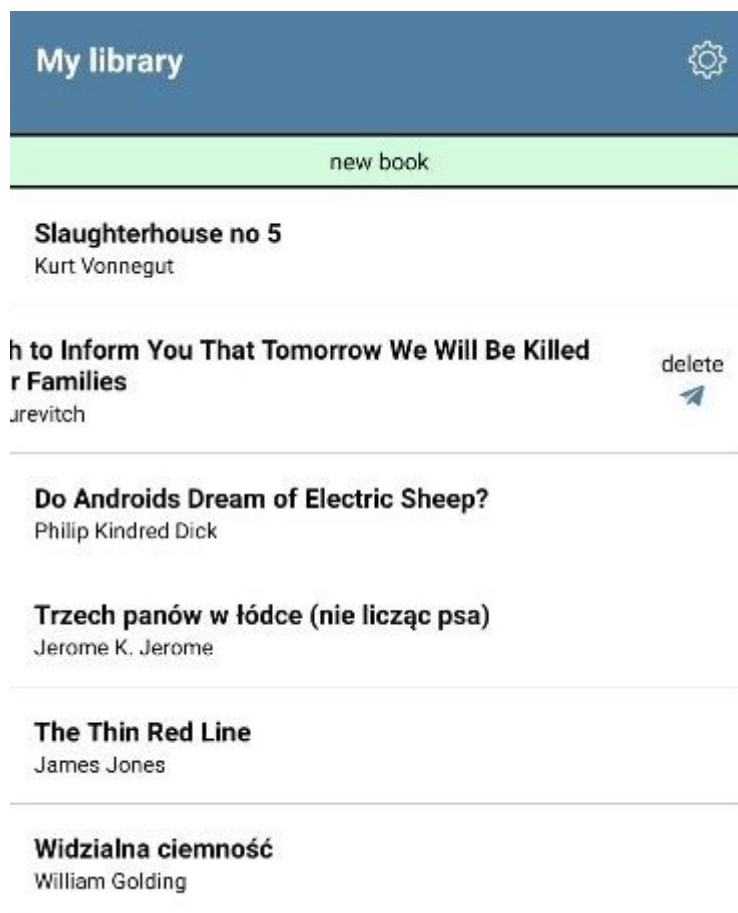 My library
new book
Slaughterhouse no 5
Kurt Vonnegut
h to Inform You That Tomorrow We Will Be Killed
r Families
urevitch
delete
Do Androids Dream of Electric Sheep?
Philip Kindred Dick
Trzech panów w łódce (nie licząc psa)
Jerome K. Jerome
The Thin Red Line
James Jones
Widzialna ciemność
William Golding